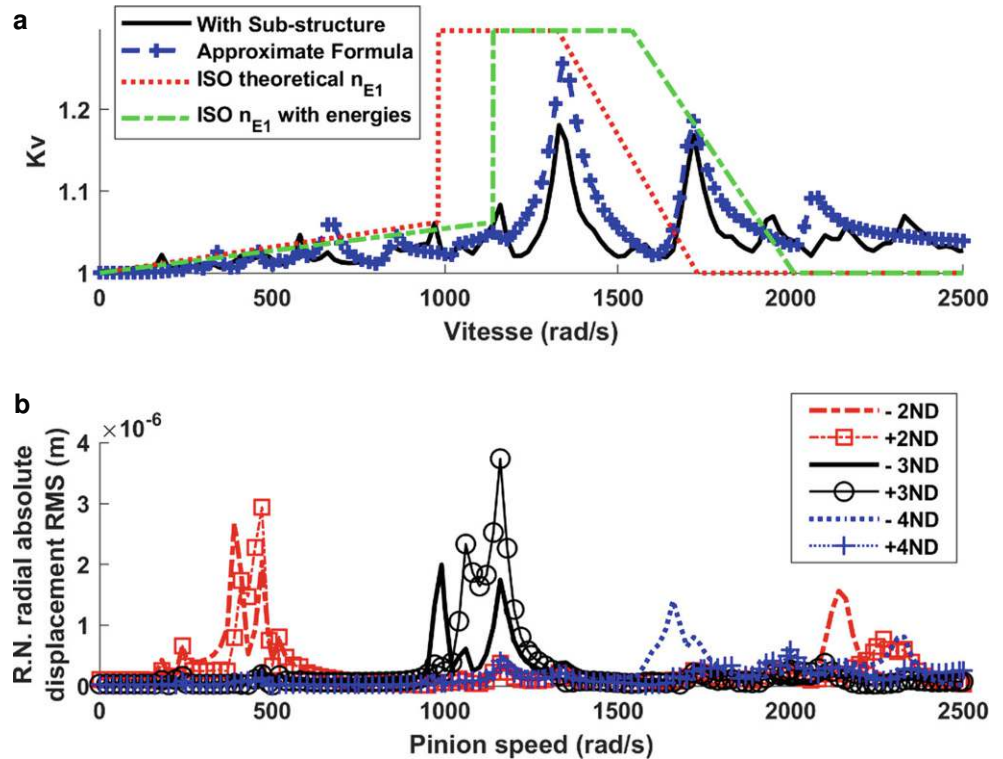 a
With Sub-structure
Approximate Formula
ISO theoretical nE1
ISO nE1 with energies
1.2
1.1
1
Kv
0 500 1000 1500 2000 2500
Vitesse (rad/s)
b
×10-6
4
3
2
1
0
R.N. radial absolute
displacement RMS (m)
- 2ND
+2ND
- 3ND
+3ND
- 4ND
+4ND
0 500 1000 1500 2000 2500
Pinion speed (rad/s)